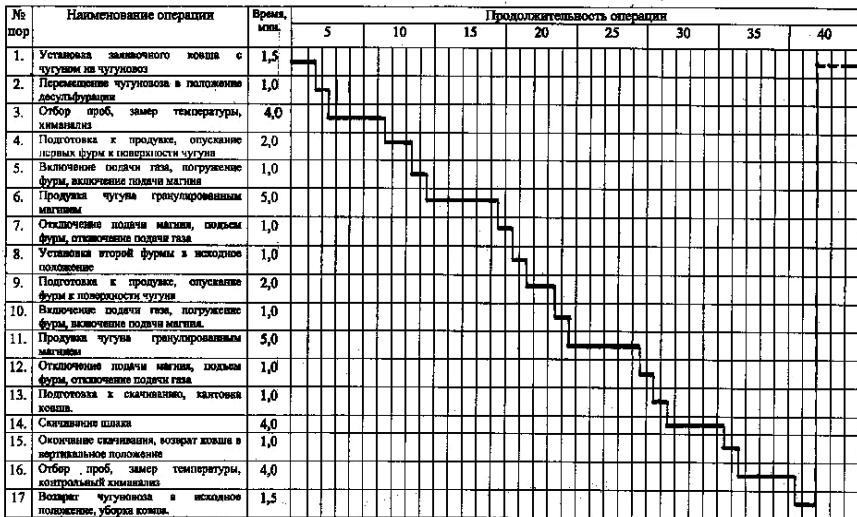 № пор Наименование операции Время, мин. Продолжительность операции
5 10 15 20 25 30 35 40
1. Установка заливочного ковша с 1,5
чугуном на чугуновоз
2. Перемещение чугуновоза в положение 1,0
десульфурации
3. Отбор проб, замер температуры, 4,0
химанализ
4. Подготовка к продувке, опускание 2,0
первых фурм к поверхности чугуна
5. Включение подачи газа, погружение 1,0
фурм, включение подачи магния
6. Продувка чугуна гранулированным 5,0
магнием
7. Отключение подачи магния, подъем 1,0
фурм, отключение подачи газа
8. Установка второй фурмы в исходное 1,0
положение
9. Подготовка к продувке, опускание 2,0
фурм к поверхности чугуна
10. Включение подачи газа, погружение 1,0
фурм, включение подачи магния.
11. Продувка чугуна гранулированным 5,0
магнием
12. Отключение подачи магния, подъем 1,0
фурм, отключение подачи газа
13. Подготовка к скачиванию, кантовка 1,0
ковша.
14. Скачивание шлака 4,0
15. Окончание скачивания, возврат ковша в 1,0
вертикальное положение
16. Отбор проб, замер температуры, 4,0
контрольный химанализ
17 Возврат чугуновоза в исходное 1,5
положение, уборка ковша.